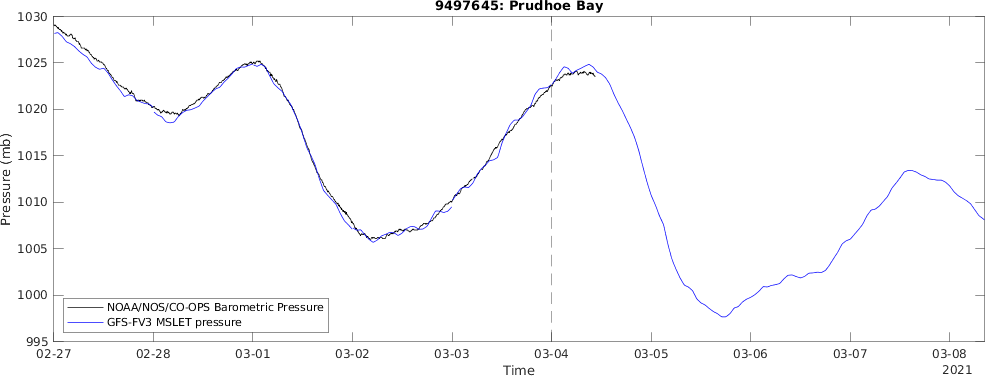 9497645: Prudhoe Bay
1030
1025
1020
1015
1010
1005
1000
995
Pressure (mb)
NOAA/NOS/CO-OPS Barometric Pressure
GFS-FV3 MSLET pressure
02-27 02-28 03-01 03-02 03-03 03-04 03-05 03-06 03-07 03-08
Time
2021